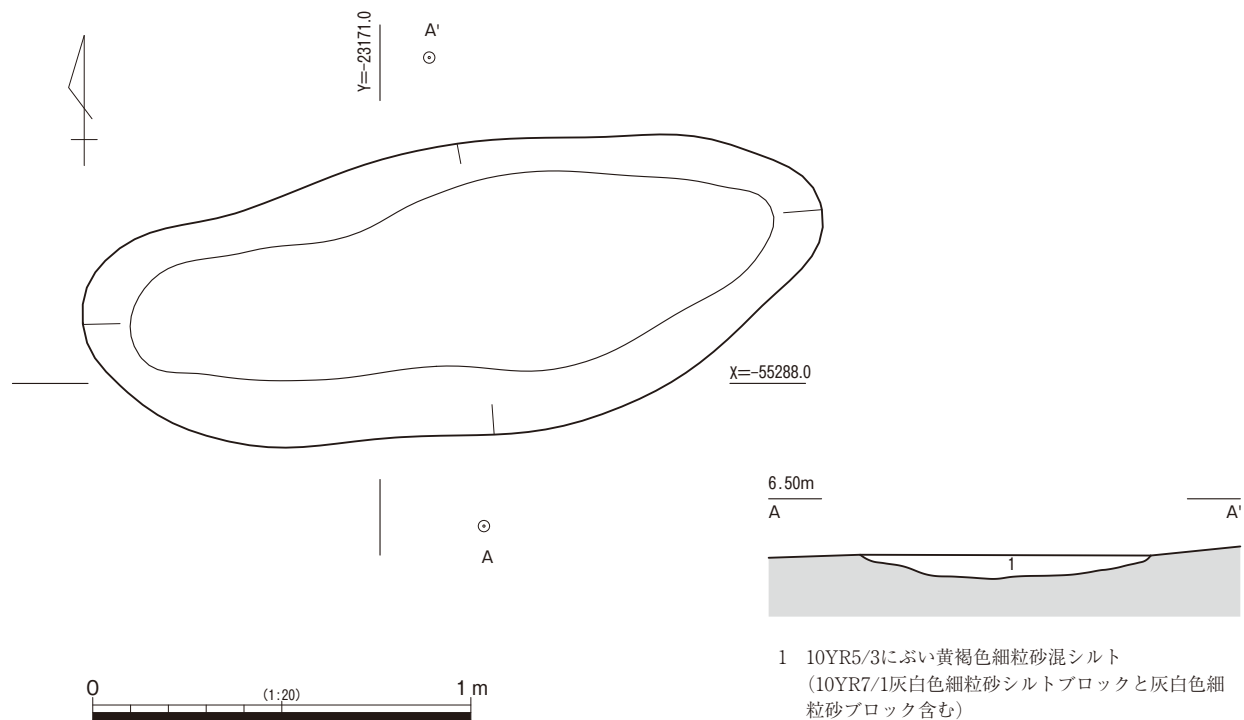 Y=-23171.0
A'
X=-55288.0
A
6.50m
A
A'
1
1 10YR5/3にぶい黄褐色細粒砂混シルト
(10YR7/1灰白色細粒砂シルトブロックと灰白色細
粒砂ブロック含む)
0
(1:20)
1 m